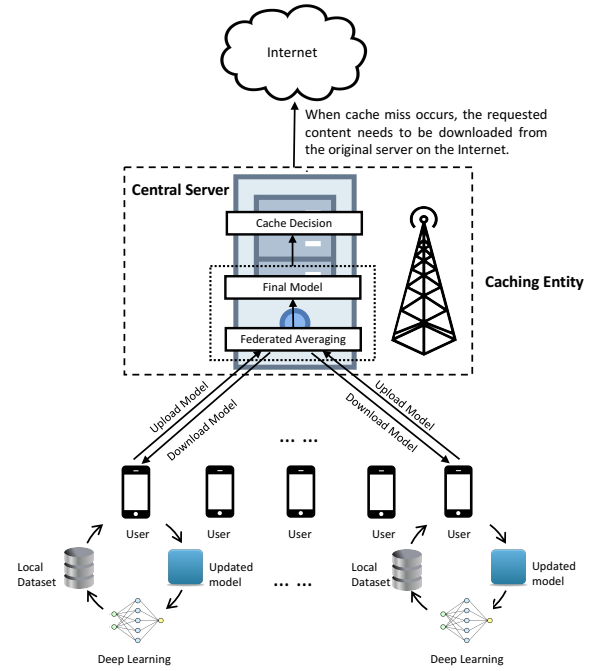 Internet
When cache miss occurs, the requested
content needs to be downloaded from
the original server on the Internet.
Central Server
Cache Decision
Final Model
Caching Entity
Federated Averaging
Upload Model
Download Model
Upload Model
Download Model
... ...
User
User
User
User
User
Local
Dataset
Updated
model
... ...
Local
Dataset
Updated
model
Deep Learning
Deep Learning